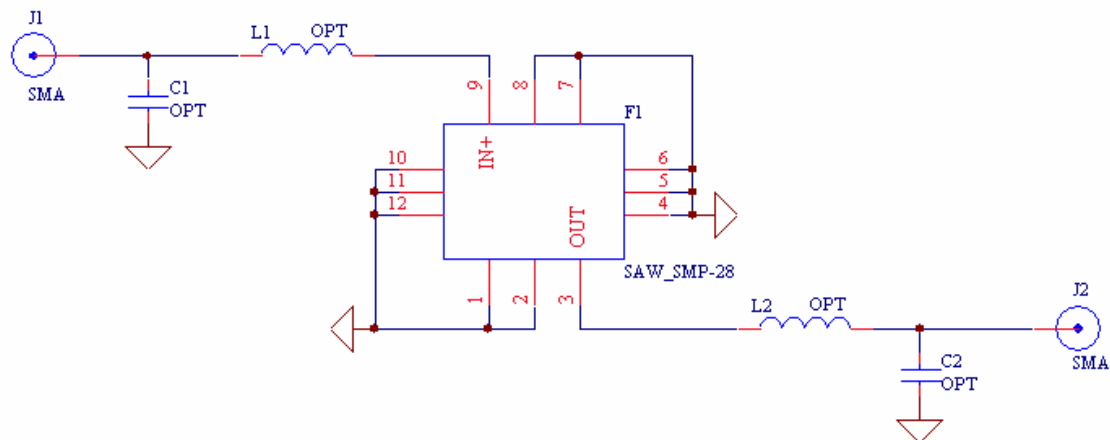 J1
SMA
C1
OPT
L1 OPT
9
8
7
F1
IN+
10
11
12
6
5
4
OUT
SAW_SMP-28
1
2
3
L2 OPT
C2
OPT
J2
SMA